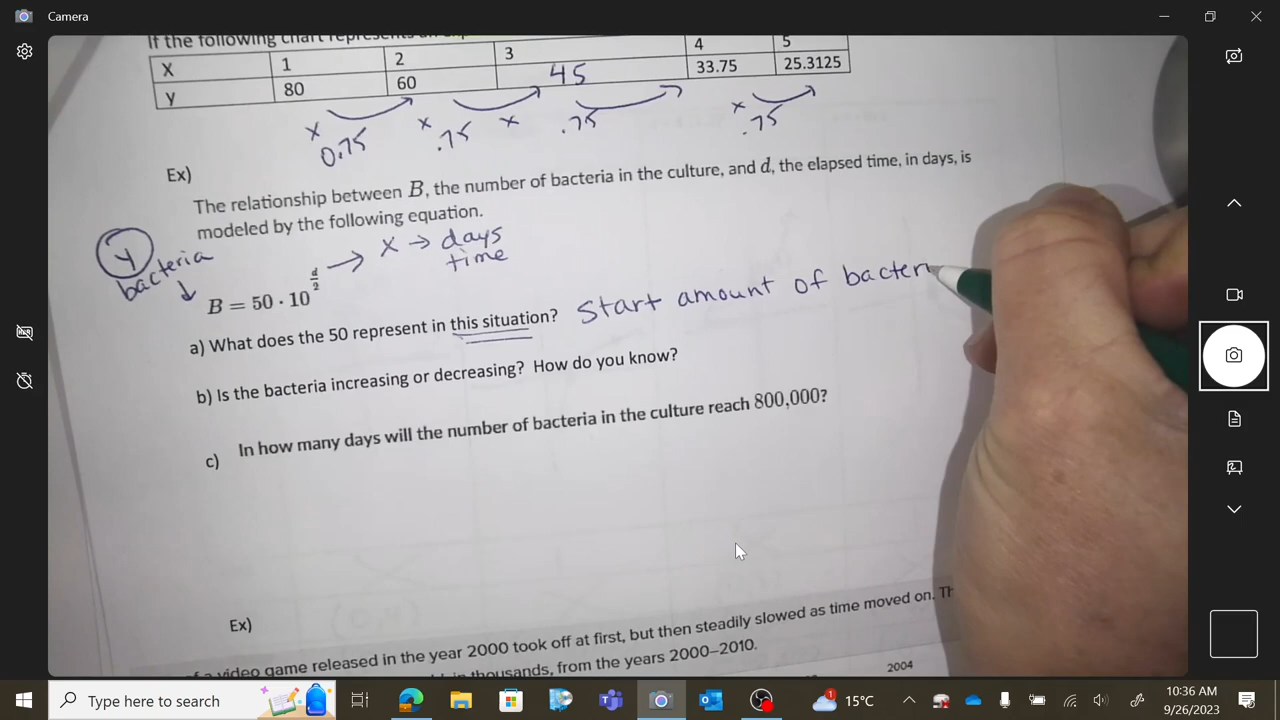 Camera
If the following chart represents
X 1 2 3 4 5
y 80 60 45 33.75 25.3125
x 0.75 x .75 x .75 x .75
Ex)
The relationship between B, the number of bacteria in the culture, and d, the elapsed time, in days, is
modeled by the following equation.
y bacteria
x → days
time
B = 50 · 10^(d/2)
a) What does the 50 represent in this situation? Start amount of bacteri
b) Is the bacteria increasing or decreasing? How do you know?
c) In how many days will the number of bacteria in the culture reach 800,000?
Ex)
video game released in the year 2000 took off at first, but then steadily slowed as time moved on.
in thousands, from the years 2000–2010.
2004
Type here to search
1
15°C
10:36 AM
9/26/2023